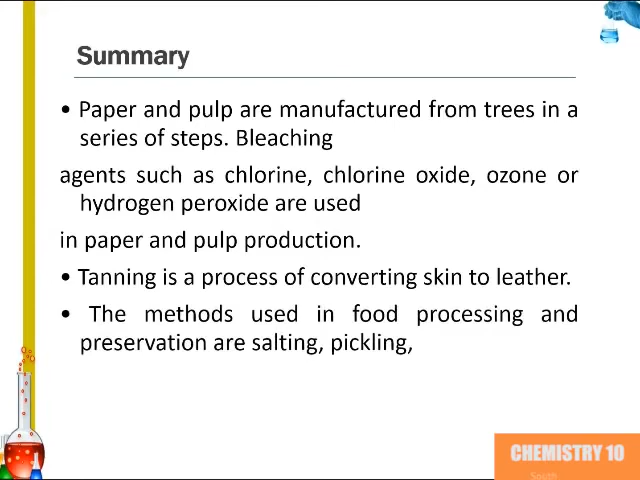 Summary
• Paper and pulp are manufactured from trees in a
series of steps. Bleaching
agents such as chlorine, chlorine oxide, ozone or
hydrogen peroxide are used
in paper and pulp production.
• Tanning is a process of converting skin to leather.
• The methods used in food processing and
preservation are salting, pickling,
CHEMISTRY 10